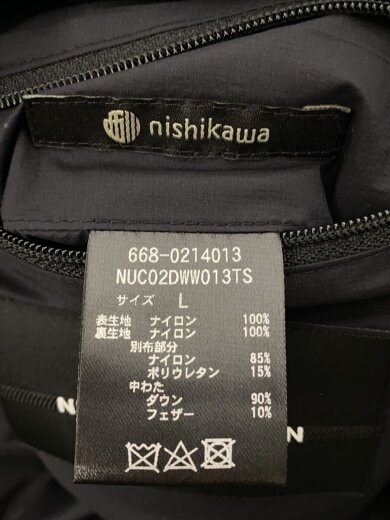 nishikawa
668-0214013
NUC02DWW013TS
サイズ L
表生地 ナイロン 100%
裏生地 ナイロン 100%
別布部分
ナイロン 85%
ポリウレタン 15%
中わた
ダウン 90%
フェザー 10%
N
N